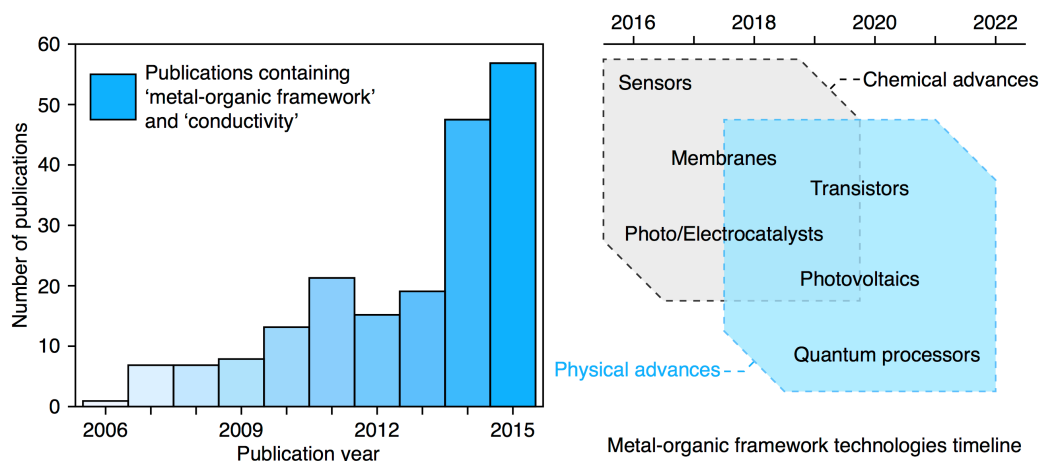 60
50
40
30
20
10
0
Number of publications
Publications containing
‘metal-organic framework’
and ‘conductivity’
2006
2009
2012
2015
Publication year
2016
2018
2020
2022
Sensors
Chemical advances
Membranes
Transistors
Photo/Electrocatalysts
Photovoltaics
Quantum processors
Physical advances
Metal-organic framework technologies timeline